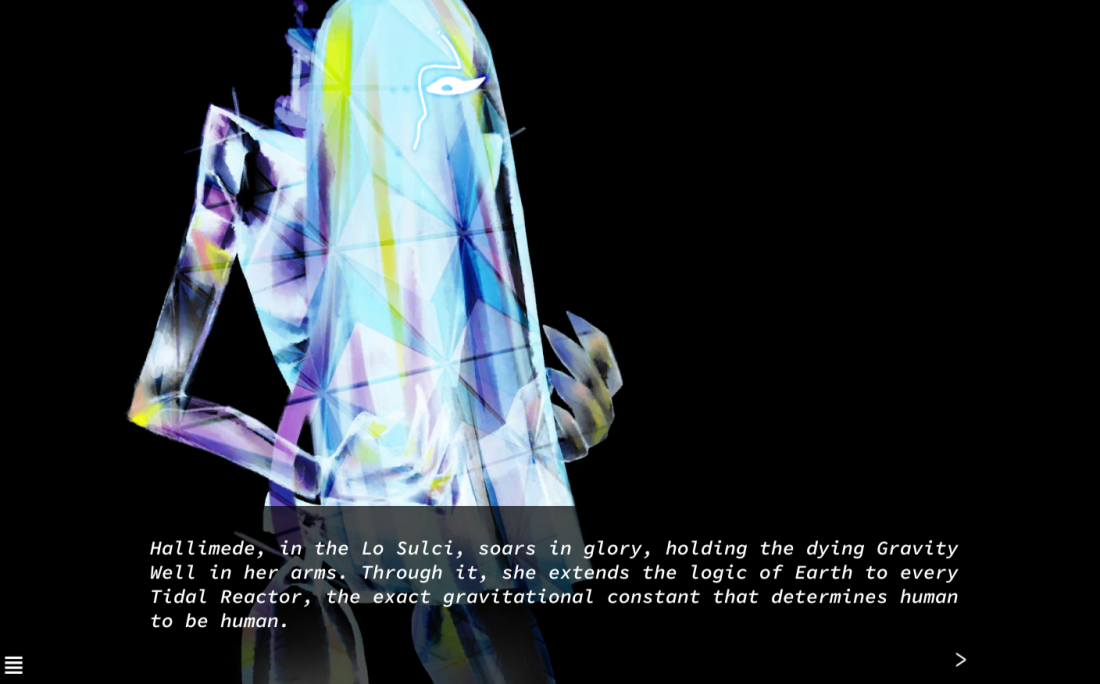 Hallimede, in the Lo Sulci, soars in glory, holding the dying Gravity
Well in her arms. Through it, she extends the logic of Earth to every
Tidal Reactor, the exact gravitational constant that determines human
to be human.